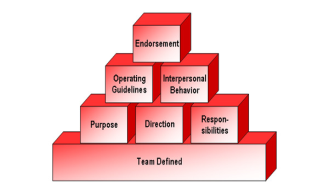 Endorsement
Operating
Guidelines
Interpersonal
Behavior
Purpose
Direction
Respon-
sibilities
Team Defined